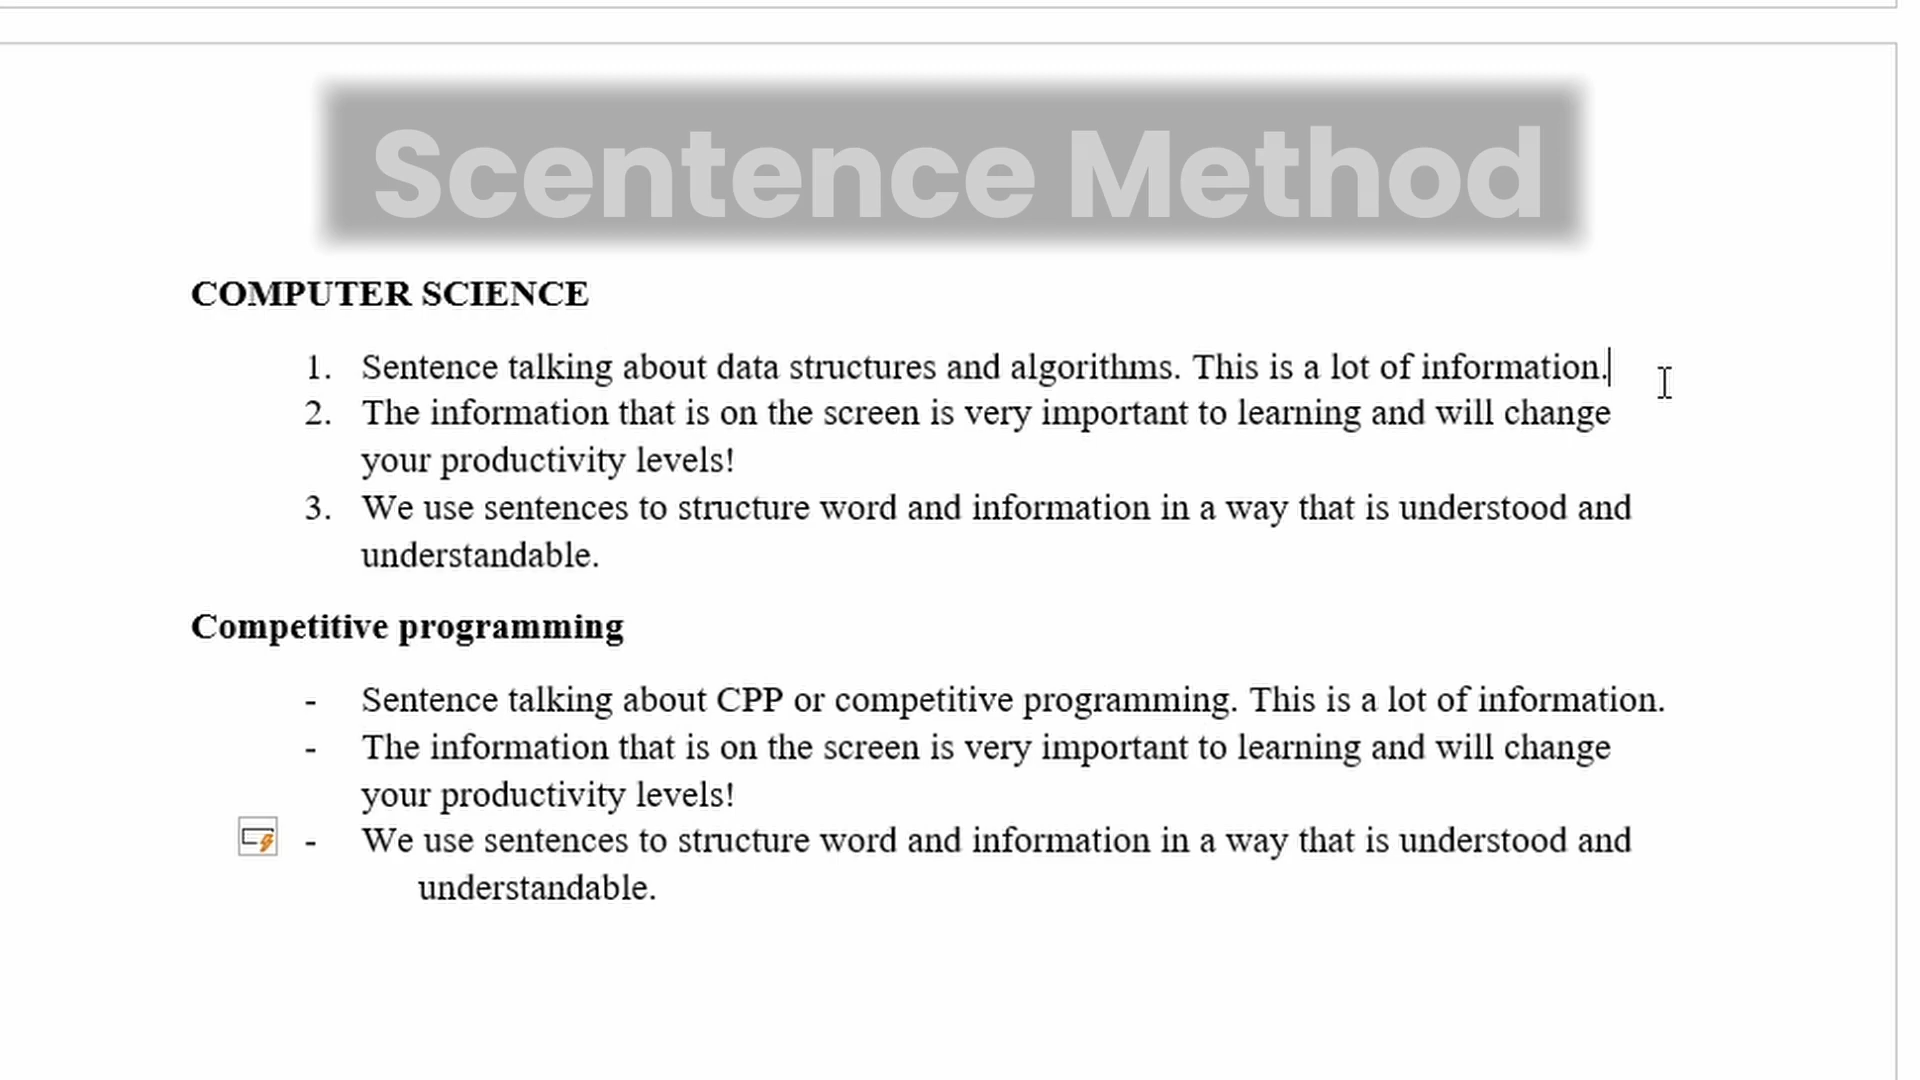 Scentence Method
COMPUTER SCIENCE
1. Sentence talking about data structures and algorithms. This is a lot of information.
2. The information that is on the screen is very important to learning and will change
your productivity levels!
3. We use sentences to structure word and information in a way that is understood and
understandable.
Competitive programming
- Sentence talking about CPP or competitive programming. This is a lot of information.
- The information that is on the screen is very important to learning and will change
your productivity levels!
- We use sentences to structure word and information in a way that is understood and
understandable.